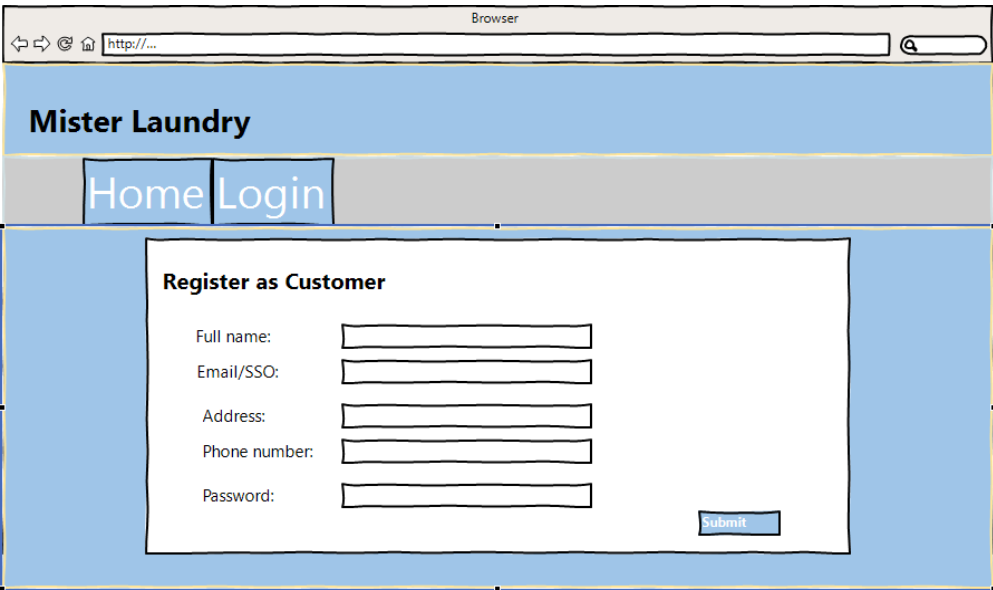 Browser
http://...
Mister Laundry
Home Login
Register as Customer
Full name:
Email/SSO:
Address:
Phone number:
Password:
Submit